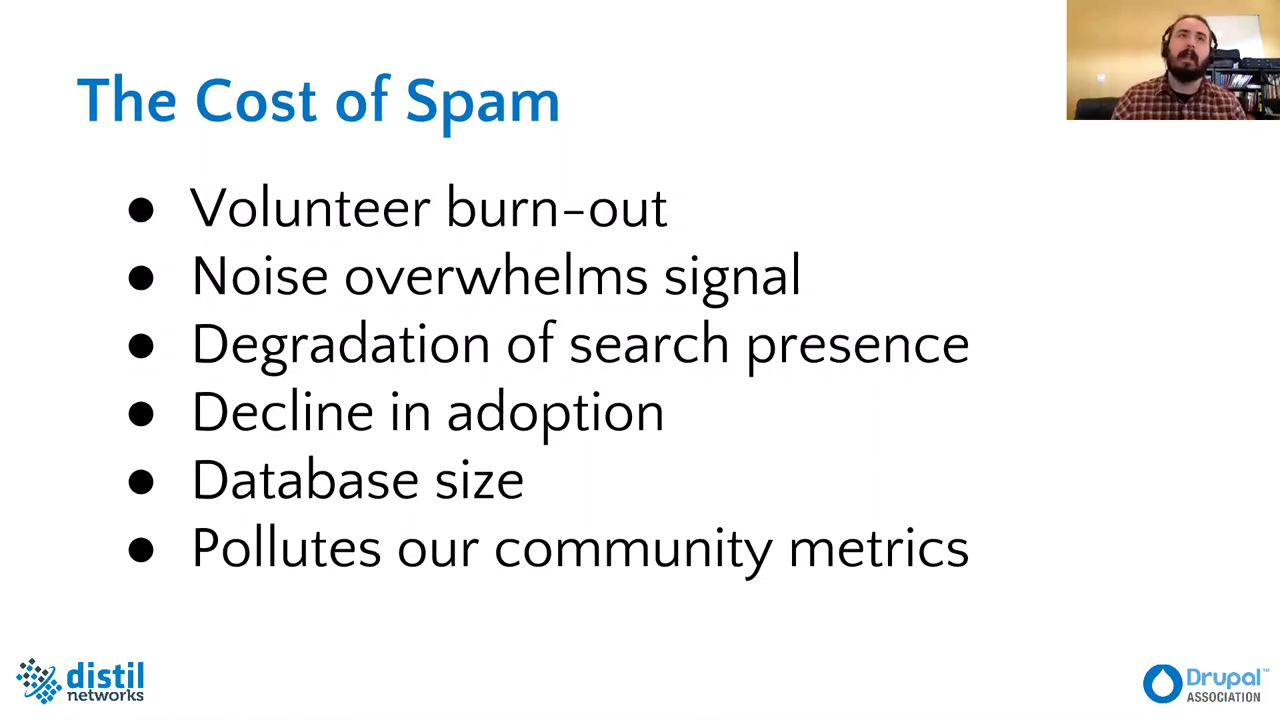 The Cost of Spam
● Volunteer burn-out
● Noise overwhelms signal
● Degradation of search presence
● Decline in adoption
● Database size
● Pollutes our community metrics
distil
networks
Drupal™
ASSOCIATION